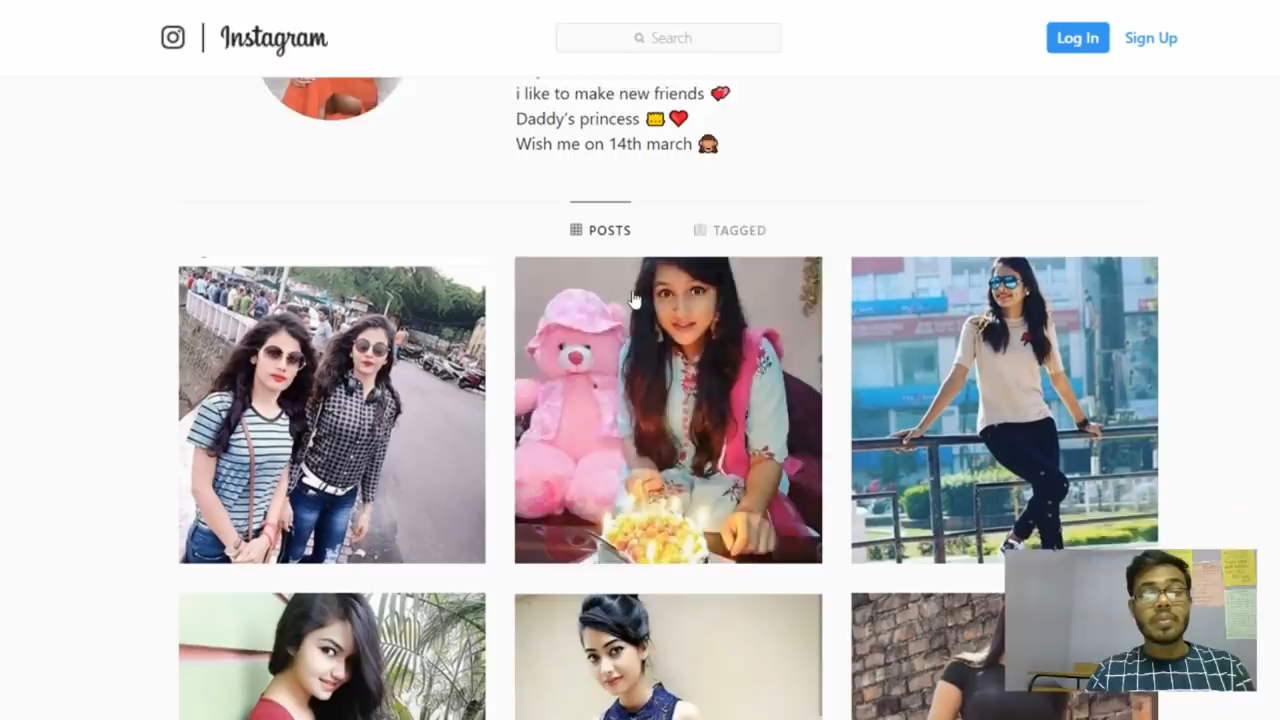 Instagram
Search
Log In
Sign Up
i like to make new friends 💕
Daddy's princess 👑❤️
Wish me on 14th march 🙈
POSTS
TAGGED